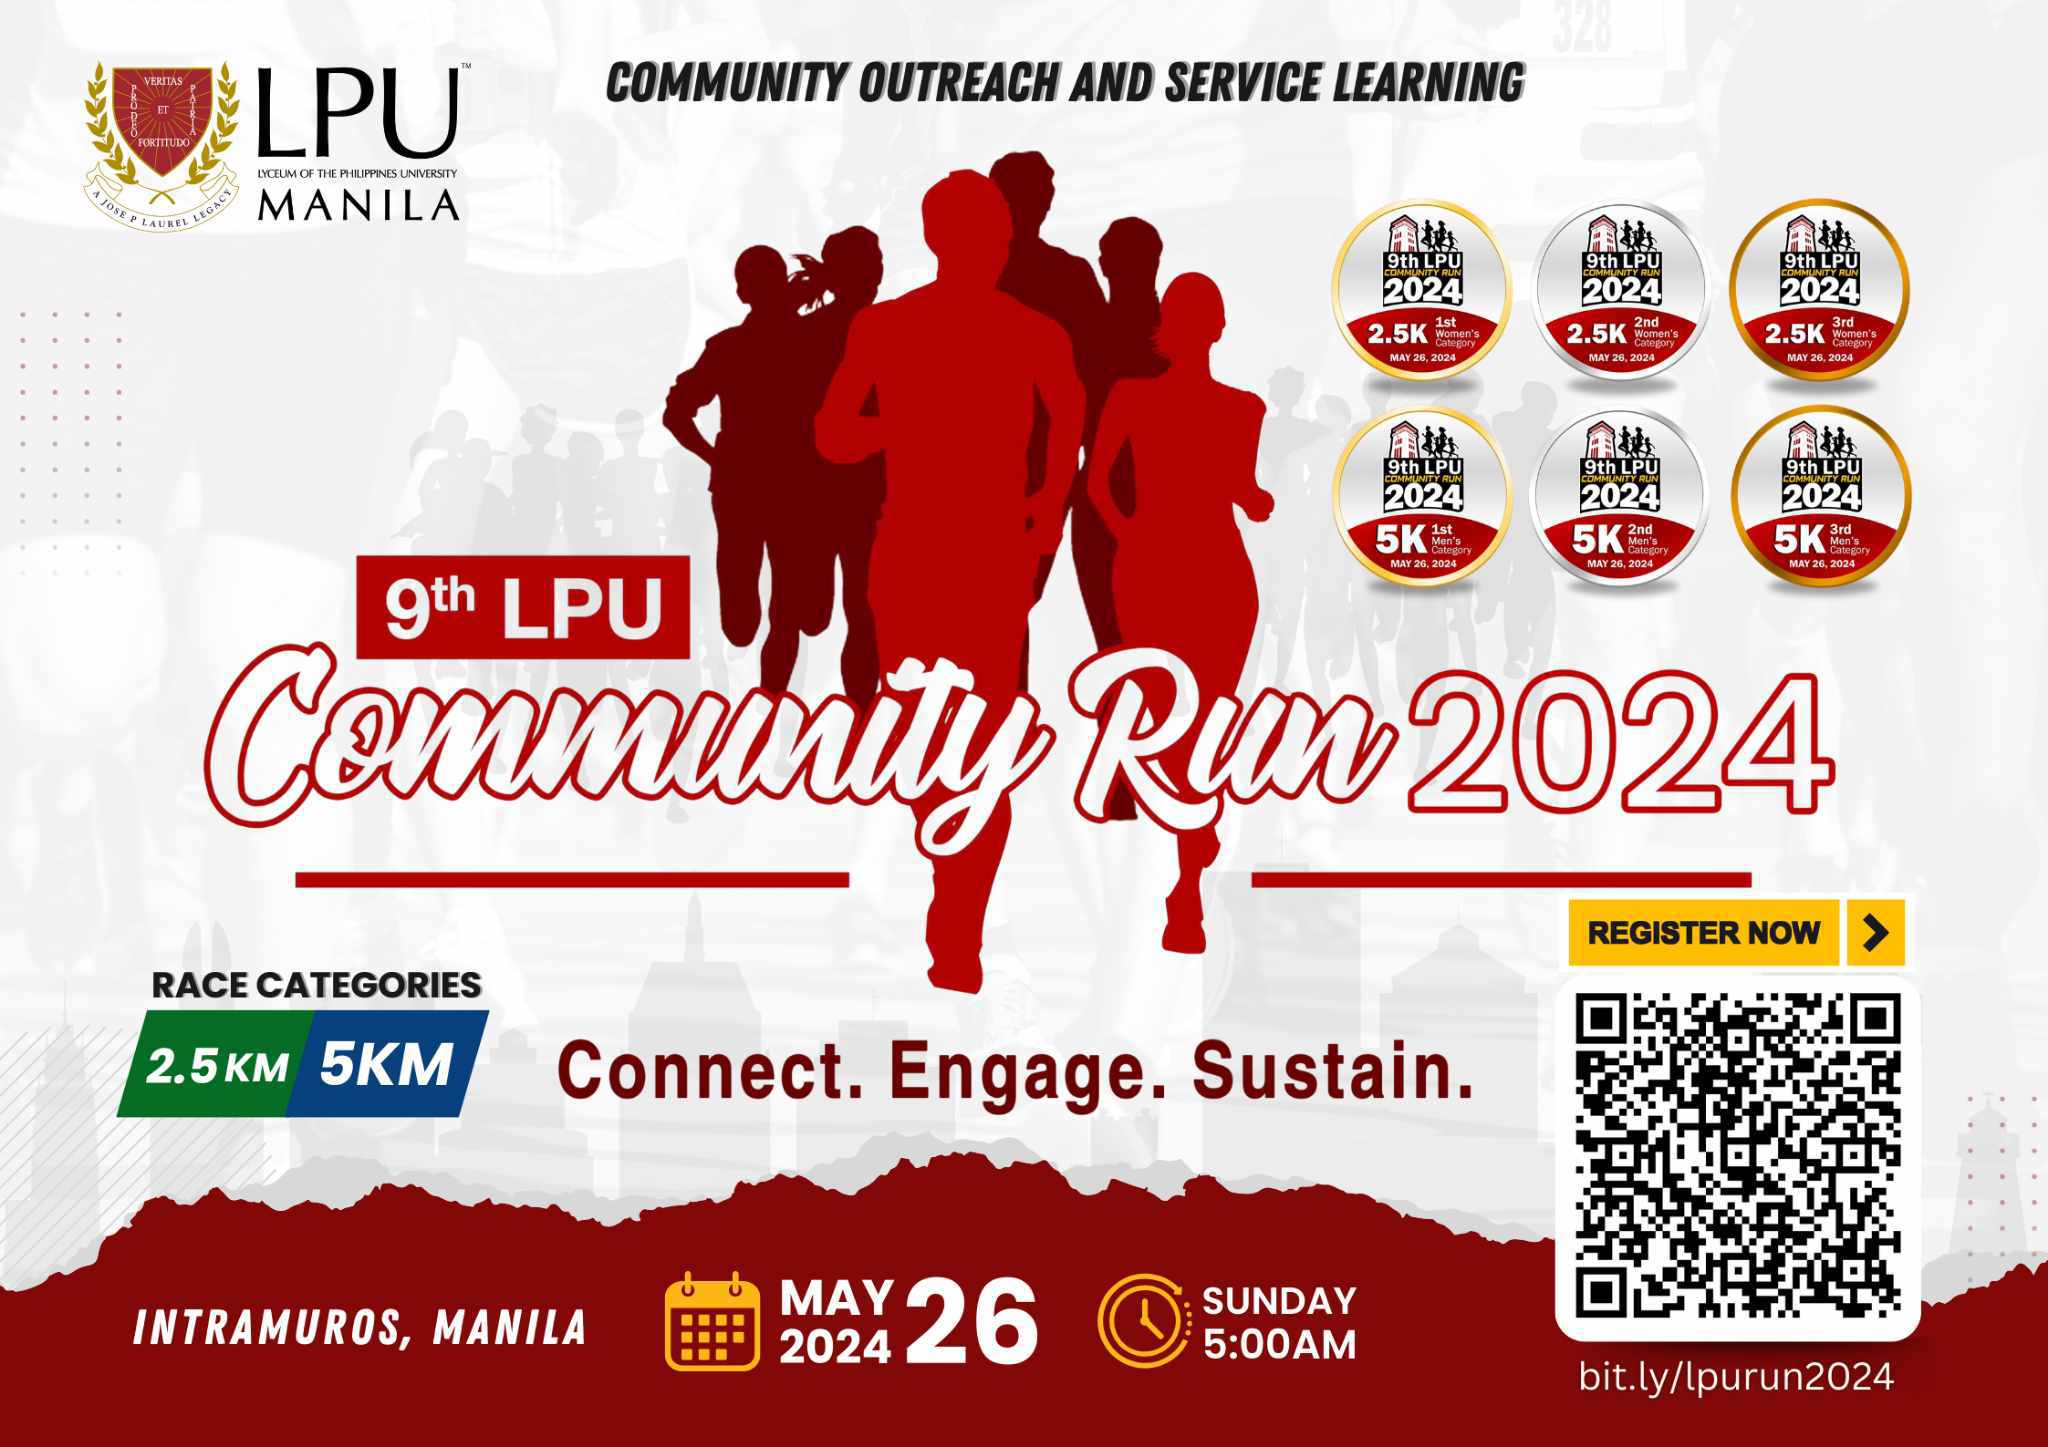 VERITAS
PRO DEO
ET
PATRIA
FORTITUDO
A JOSE P LAUREL LEGACY
LPU™
LYCEUM OF THE PHILIPPINES UNIVERSITY
MANILA
COMMUNITY OUTREACH AND SERVICE LEARNING
328
9th LPU
COMMUNITY RUN
2024
2.5K 1st Women's Category
MAY 26, 2024
9th LPU
COMMUNITY RUN
2024
2.5K 2nd Women's Category
MAY 26, 2024
9th LPU
COMMUNITY RUN
2024
2.5K 3rd Women's Category
MAY 26, 2024
9th LPU
COMMUNITY RUN
2024
5K 1st Men's Category
MAY 26, 2024
9th LPU
COMMUNITY RUN
2024
5K 2nd Men's Category
MAY 26, 2024
9th LPU
COMMUNITY RUN
2024
5K 3rd Men's Category
MAY 26, 2024
9th LPU
Community Run 2024
REGISTER NOW
RACE CATEGORIES
2.5 KM 5KM
Connect. Engage. Sustain.
INTRAMUROS, MANILA
MAY 26
2024
SUNDAY
5:00AM
bit.ly/lpurun2024